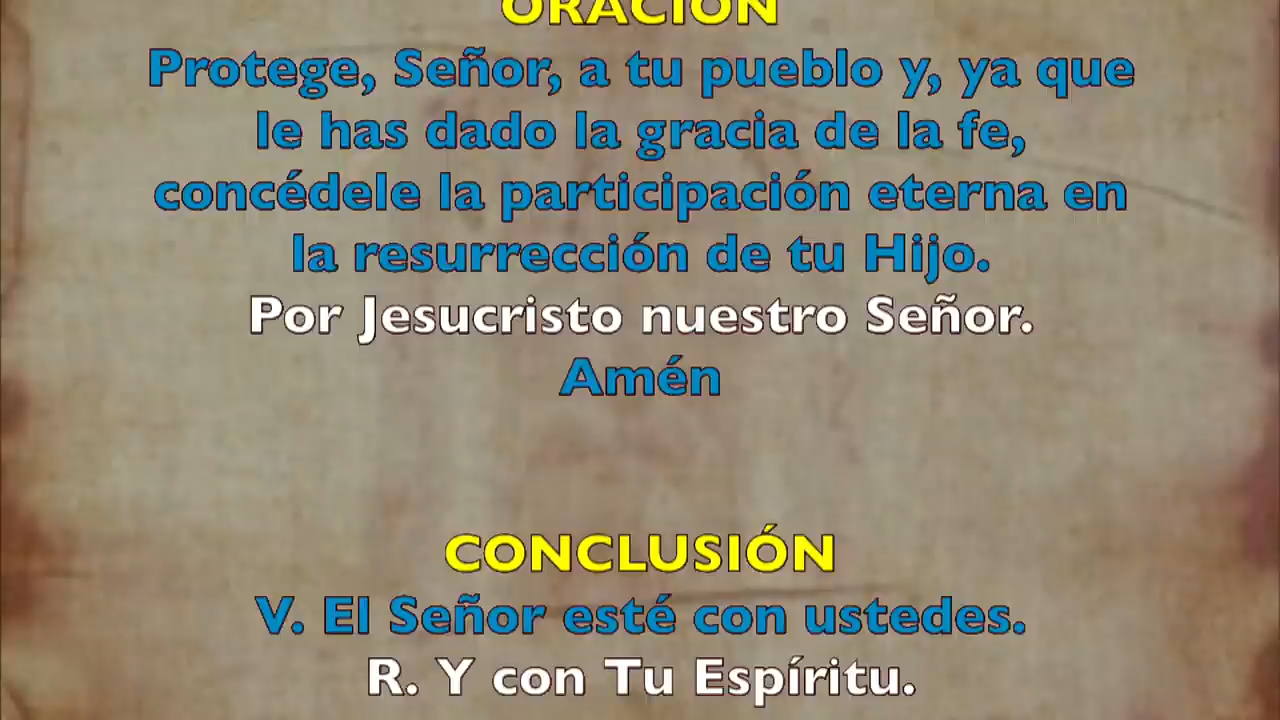 ORACIÓN
Protege, Señor, a tu pueblo y, ya que
le has dado la gracia de la fe,
concédele la participación eterna en
la resurrección de tu Hijo.
Por Jesucristo nuestro Señor.
Amén
CONCLUSIÓN
V. El Señor esté con ustedes.
R. Y con Tu Espíritu.